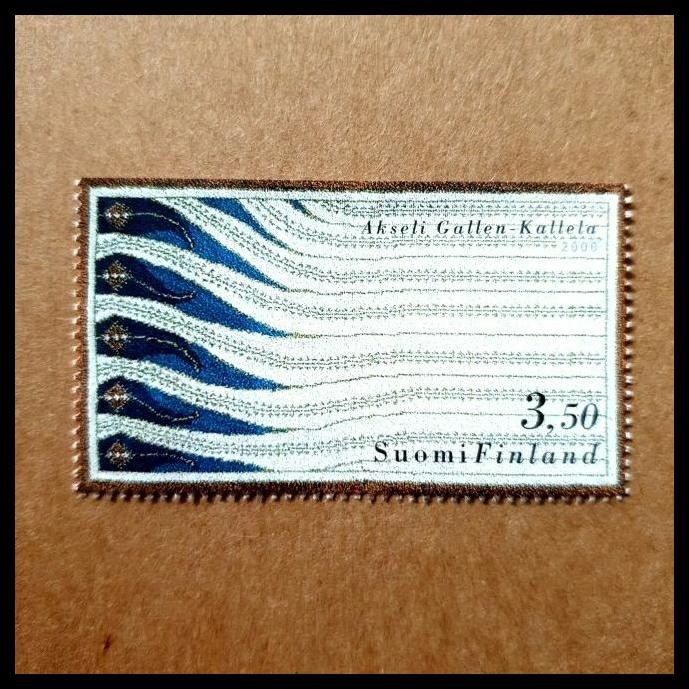 Akseli Gallen-Kallela
2000
3,50
SuomiFinland